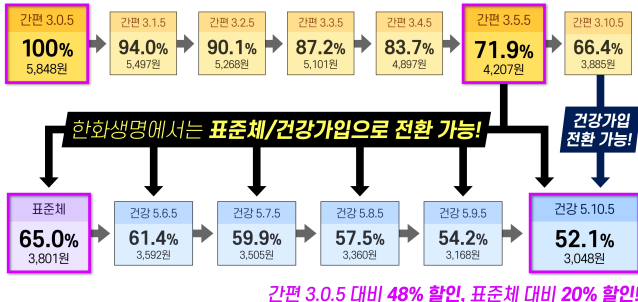 간편 3.0.5
100%
5,848원
간편 3.1.5
94.0%
5,497원
간편 3.2.5
90.1%
5,268원
간편 3.3.5
87.2%
5,101원
간편 3.4.5
83.7%
4,897원
간편 3.5.5
71.9%
4,207원
간편 3.10.5
66.4%
3,885원
한화생명에서는 표준체/건강가입으로 전환 가능!
건강가입
전환 가능!
표준체
65.0%
3,801원
건강 5.6.5
61.4%
3,592원
건강 5.7.5
59.9%
3,505원
건강 5.8.5
57.5%
3,360원
건강 5.9.5
54.2%
3,168원
건강 5.10.5
52.1%
3,048원
간편 3.0.5 대비 48% 할인, 표준체 대비 20% 할인!